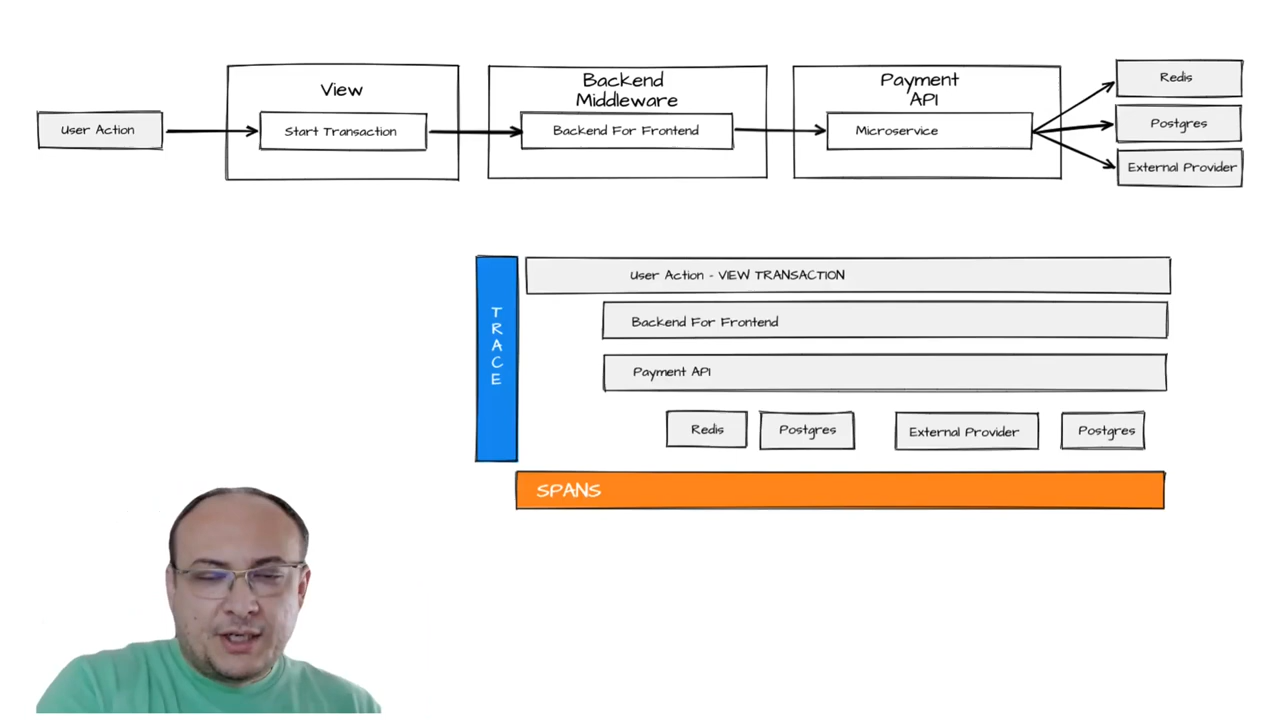 View
Backend
Middleware
Payment
API
Redis
User Action
Start Transaction
Backend For Frontend
Microservice
Postgres
External Provider
TRACE
User Action - VIEW TRANSACTION
Backend For Frontend
Payment API
Redis
Postgres
External Provider
Postgres
SPANS